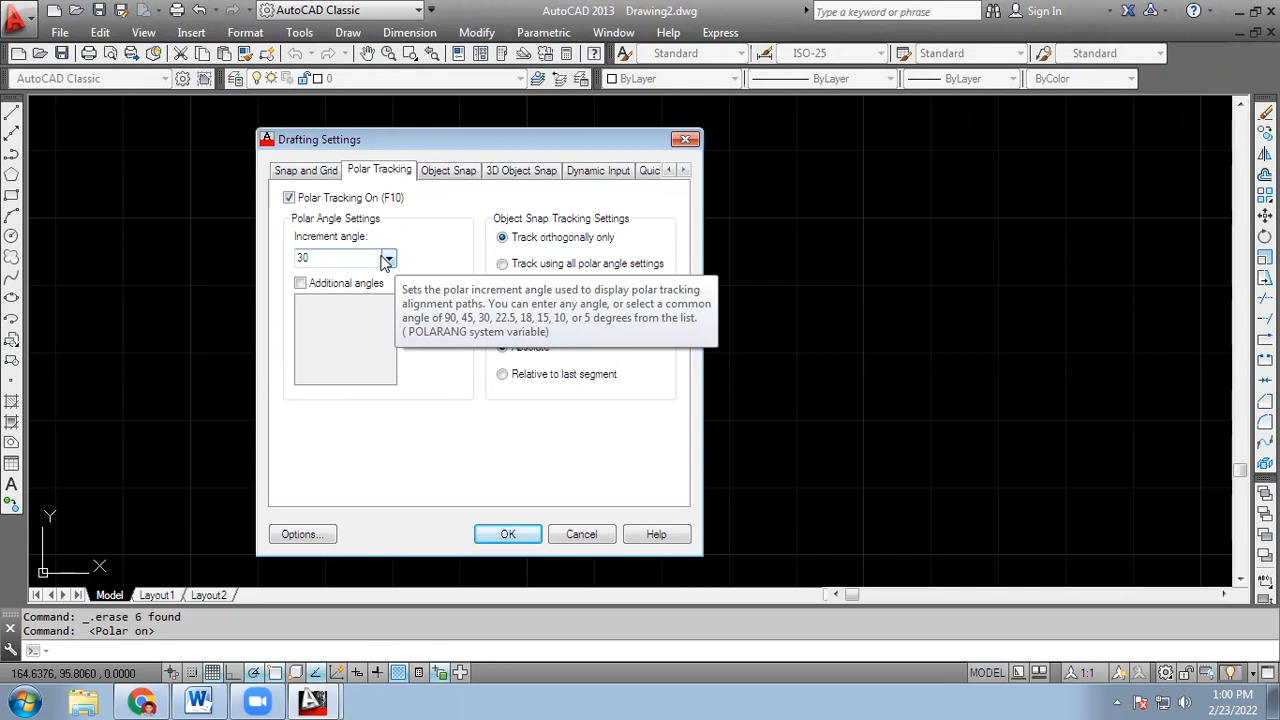 AutoCAD Classic
AutoCAD 2013 Drawing2.dwg
Type a keyword or phrase
Sign In
File Edit View Insert Format Tools Draw Dimension Modify Parametric Window Help Express
Standard ISO-25 Standard Standard
AutoCAD Classic 0 ByLayer ByLayer ByLayer ByColor
Drafting Settings
Snap and Grid Polar Tracking Object Snap 3D Object Snap Dynamic Input Quic
Polar Tracking On (F10)
Polar Angle Settings
Object Snap Tracking Settings
Increment angle:
Track orthogonally only
30
Track using all polar angle settings
Additional angles
Sets the polar increment angle used to display polar tracking
alignment paths. You can enter any angle, or select a common
angle of 90, 45, 30, 22.5, 18, 15, 10, or 5 degrees from the list.
( POLARANG system variable)
Absolute
Relative to last segment
Options...
OK
Cancel
Help
Y
X
Model Layout1 Layout2
Command: _.erase 6 found
Command: <Polar on>
164.6376, 95.8060, 0.0000
MODEL
1:1
1:00 PM
2/23/2022